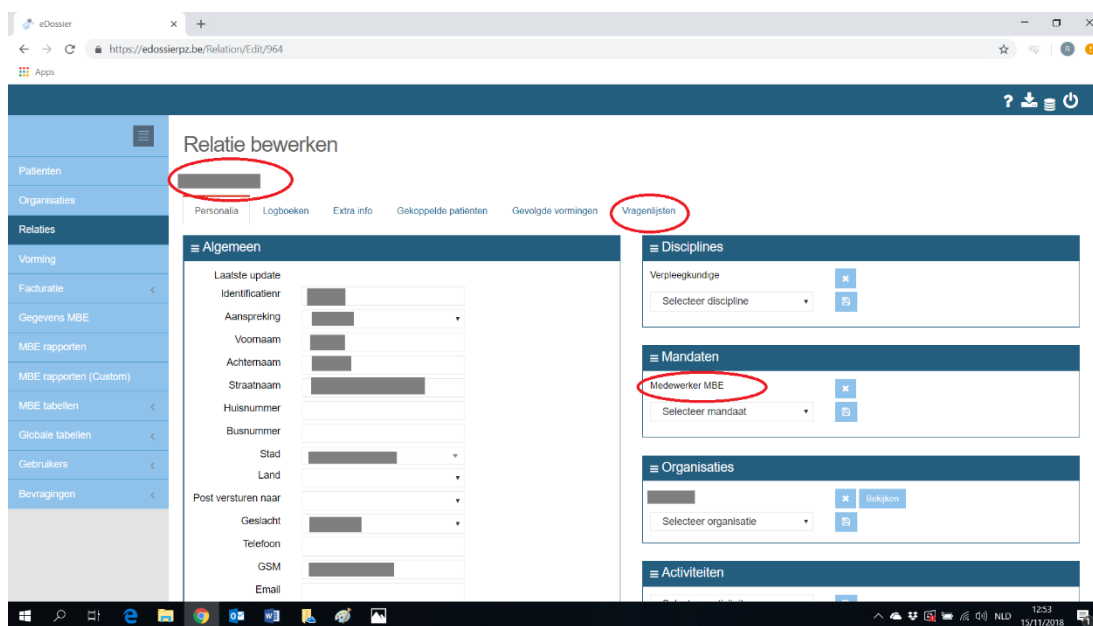 eDossier
https://edossierpz.be/Relation/Edit/964
Apps
Relatie bewerken
Patienten
Organisaties
Relaties
Vorming
Facturatie
Gegevens MBE
MBE rapporten
MBE rapporten (Custom)
MBE tabellen
Globale tabellen
Gebruikers
Bevragingen
Personalia Logboeken Extra info Gekoppelde patienten Gevolgde vormingen Vragenlijsten
Algemeen
Laatste update
Identificatienr
Aanspreking
Voornaam
Achternaam
Straatnaam
Huisnummer
Busnummer
Stad
Land
Post versturen naar
Geslacht
Telefoon
GSM
Email
Disciplines
Verpleegkundige
Selecteer discipline
Mandaten
Medewerker MBE
Selecteer mandaat
Organisaties
Bekijken
Selecteer organisatie
Activiteiten
NLD
12:53
15/11/2018